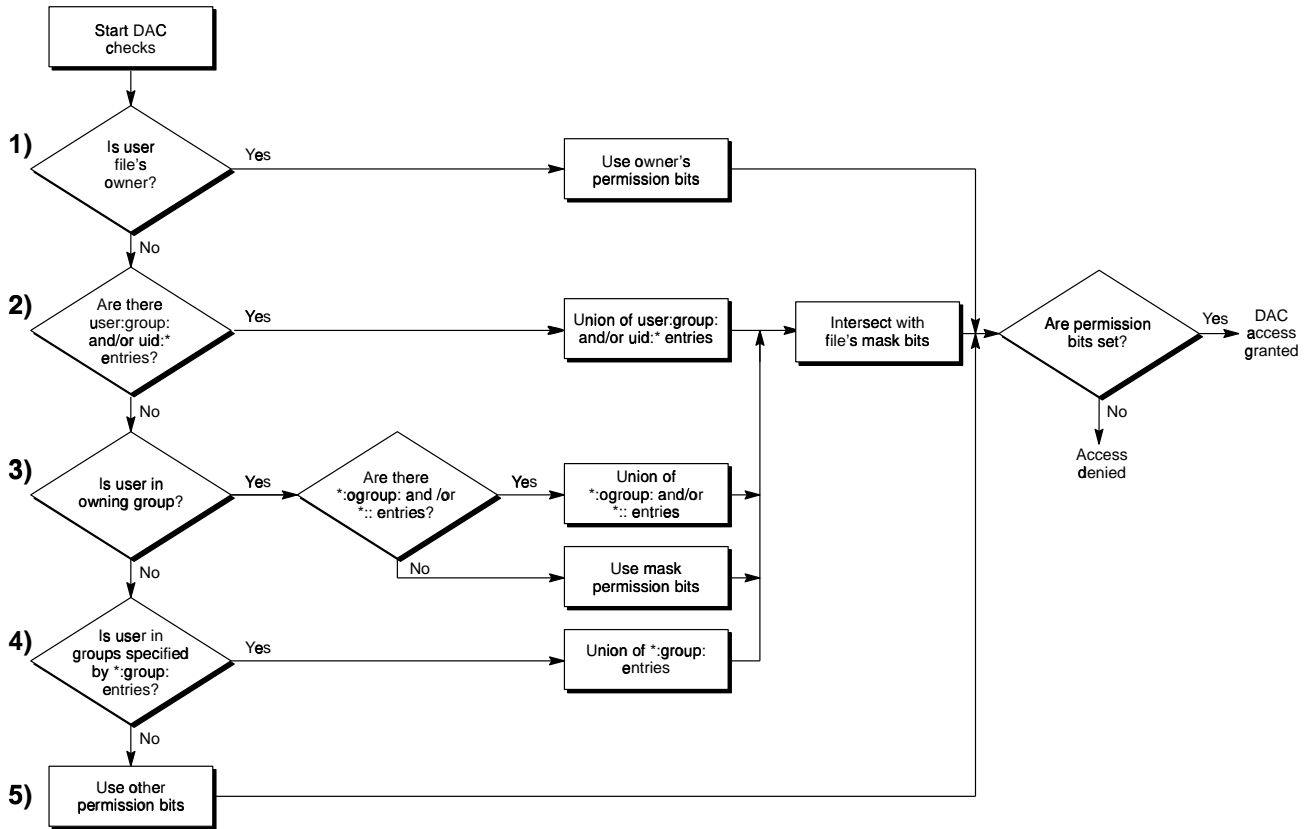 Start DAC
checks
1)
Is user
file's
owner?
Yes
Use owner's
permission bits
No
2)
Are there
user:group:
and/or uid:*
entries?
Yes
Union of user:group:
and/or uid:* entries
Intersect with
file's mask bits
Are permission
bits set?
Yes
DAC
access
granted
No
Access
denied
No
3)
Is user in
owning group?
Yes
Are there
*:ogroup: and /or
*:: entries?
Yes
Union of
*:ogroup: and/or
*:: entries
No
Use mask
permission bits
No
4)
Is user in
groups specified
by *:group:
entries?
Yes
Union of *:group:
entries
No
5)
Use other
permission bits